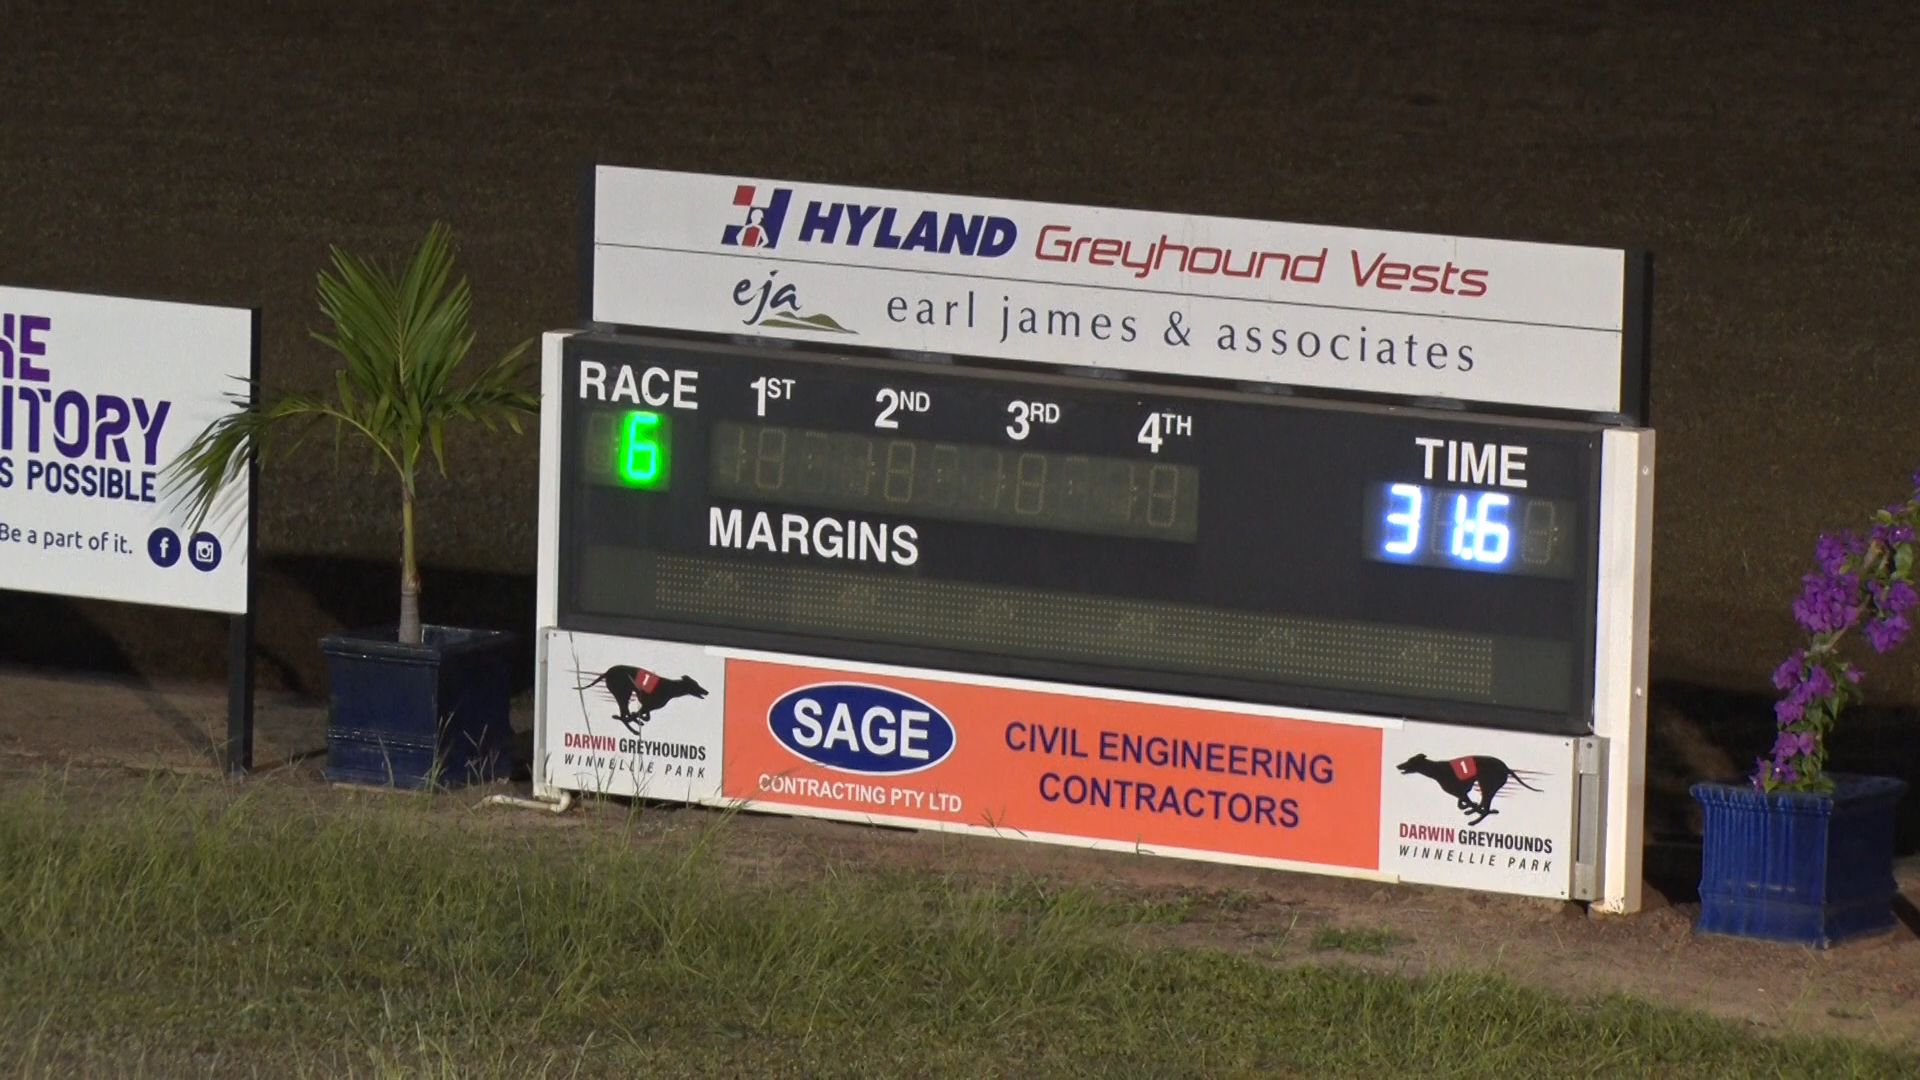 HYLAND Greyhound Vests
eja earl james & associates
RACE 1ST 2ND 3RD 4TH TIME
6 31.6
MARGINS
1
DARWIN GREYHOUNDS
WINNELLIE PARK
SAGE
CONTRACTING PTY LTD
CIVIL ENGINEERING
CONTRACTORS
1
DARWIN GREYHOUNDS
WINNELLIE PARK
HE
ITORY
S POSSIBLE
Be a part of it.